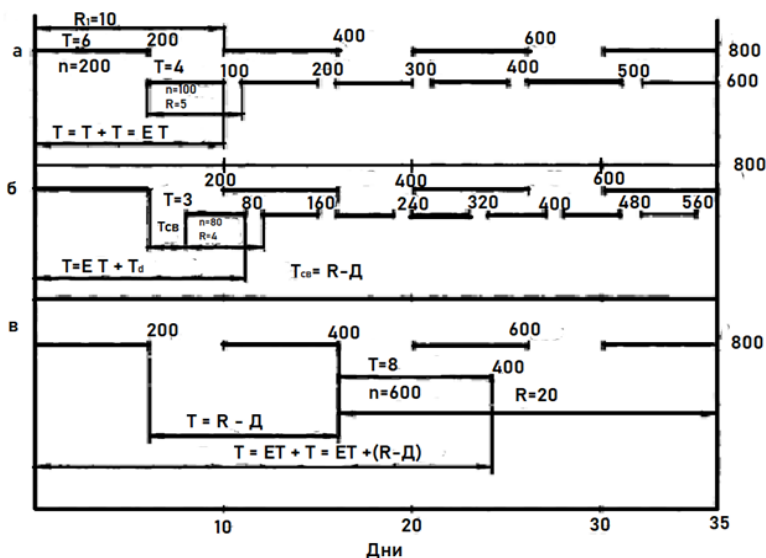 R₁=10
а T=6 200 400 600 800
n=200 T=4 100 200 300 400 500 600
n=100
R=5
T = T + T = E T
800
б 200 400 600
T=3 80 160 240 320 400 480 560
Tсв n=80
R=4
T=E T + Td Tсв= R-Д
в 200 400 600 800
T=8 400
n=600 R=20
T = R - Д
T = ET + T = ET +(R-Д)
10 20 30 35
Дни